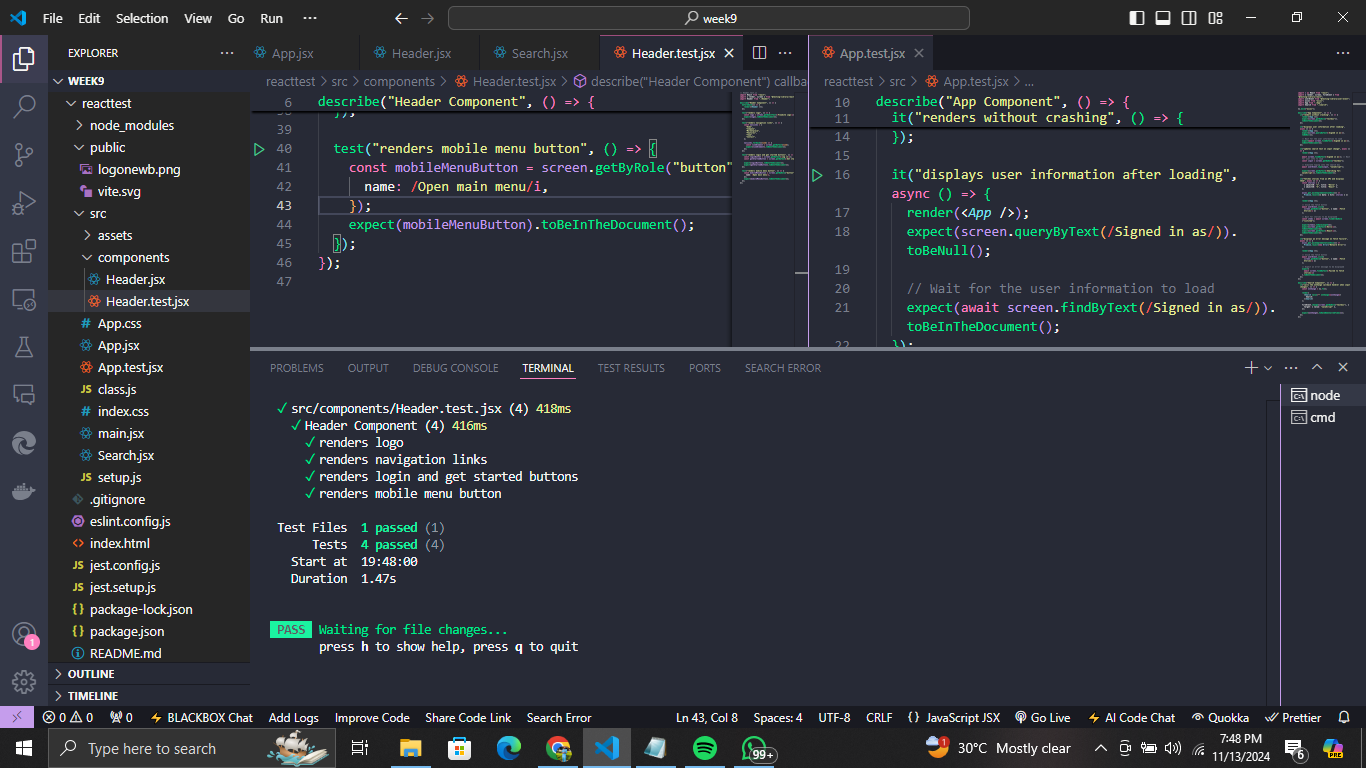 File Edit Selection View Go Run ··· week9
EXPLORER ···
WEEK9
reacttest
node_modules
public
logonewb.png
vite.svg
src
assets
components
Header.jsx
Header.test.jsx
App.css
App.jsx
App.test.jsx
JS class.js
# index.css
main.jsx
Search.jsx
JS setup.js
.gitignore
eslint.config.js
index.html
JS jest.config.js
JS jest.setup.js
{} package-lock.json
{} package.json
README.md
OUTLINE
TIMELINE
App.jsx Header.jsx Search.jsx Header.test.jsx
reacttest > src > components > Header.test.jsx > describe("Header Component") callba
6 describe("Header Component", () => {
38 });
39
40 test("renders mobile menu button", () => {
41 const mobileMenuButton = screen.getByRole("button"
42 name: /Open main menu/i,
43 });
44 expect(mobileMenuButton).toBeInTheDocument();
45 });
46 });
47
App.test.jsx
reacttest > src > App.test.jsx > ...
10 describe("App Component", () => {
11 it("renders without crashing", () => {
14 });
15
16 it("displays user information after loading",
async () => {
17 render(<App />);
18 expect(screen.queryByText(/Signed in as/)).
toBeNull();
19
20 // Wait for the user information to load
21 expect(await screen.findByText(/Signed in as/)).
toBeInTheDocument();
22 });
PROBLEMS OUTPUT DEBUG CONSOLE TERMINAL TEST RESULTS PORTS SEARCH ERROR
✓ src/components/Header.test.jsx (4) 418ms
✓ Header Component (4) 416ms
✓ renders logo
✓ renders navigation links
✓ renders login and get started buttons
✓ renders mobile menu button
Test Files 1 passed (1)
Tests 4 passed (4)
Start at 19:48:00
Duration 1.47s
PASS Waiting for file changes...
press h to show help, press q to quit
node
cmd
1
0 0 0 BLACKBOX Chat Add Logs Improve Code Share Code Link Search Error Ln 43, Col 8 Spaces: 4 UTF-8 CRLF {} JavaScript JSX Go Live AI Code Chat Quokka Prettier
Type here to search 99+ 30°C Mostly clear 7:48 PM 6 PRE
11/13/2024